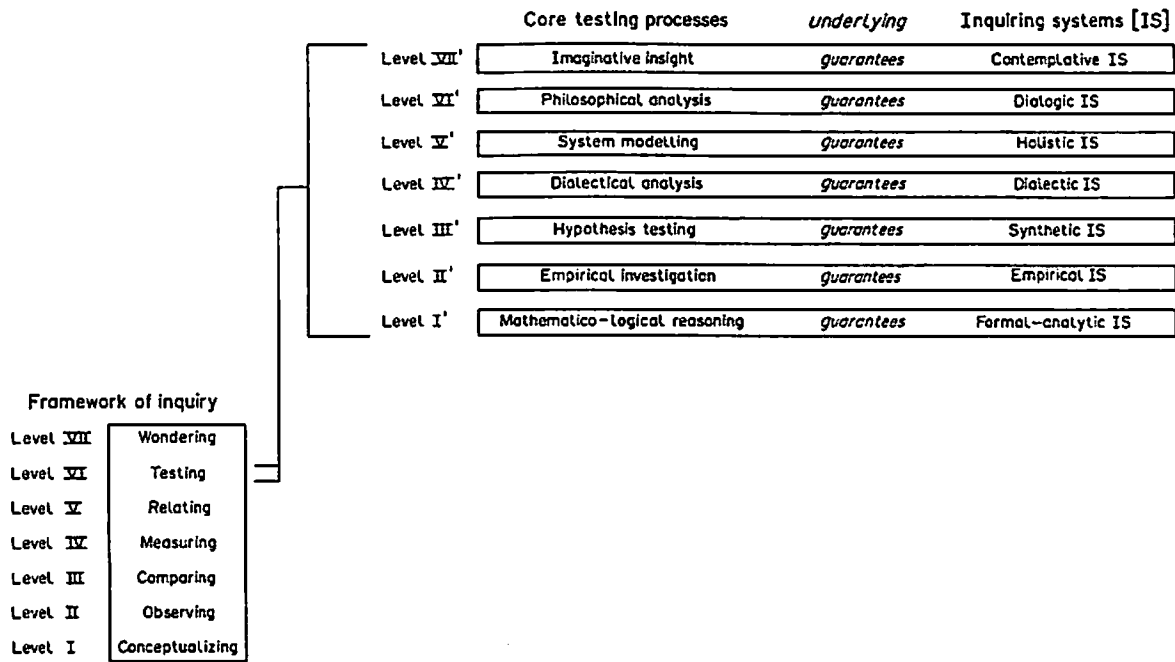 Core testing processes underlying Inquiring systems [IS]
Level VII' Imaginative insight guarantees Contemplative IS
Level VI' Philosophical analysis guarantees Dialogic IS
Level V' System modelling guarantees Holistic IS
Level IV' Dialectical analysis guarantees Dialectic IS
Level III' Hypothesis testing guarantees Synthetic IS
Level II' Empirical investigation guarantees Empirical IS
Level I' Mathematico-logical reasoning guarantees Formal-analytic IS
Framework of inquiry
Level VII Wondering
Level VI Testing
Level V Relating
Level IV Measuring
Level III Comparing
Level II Observing
Level I Conceptualizing